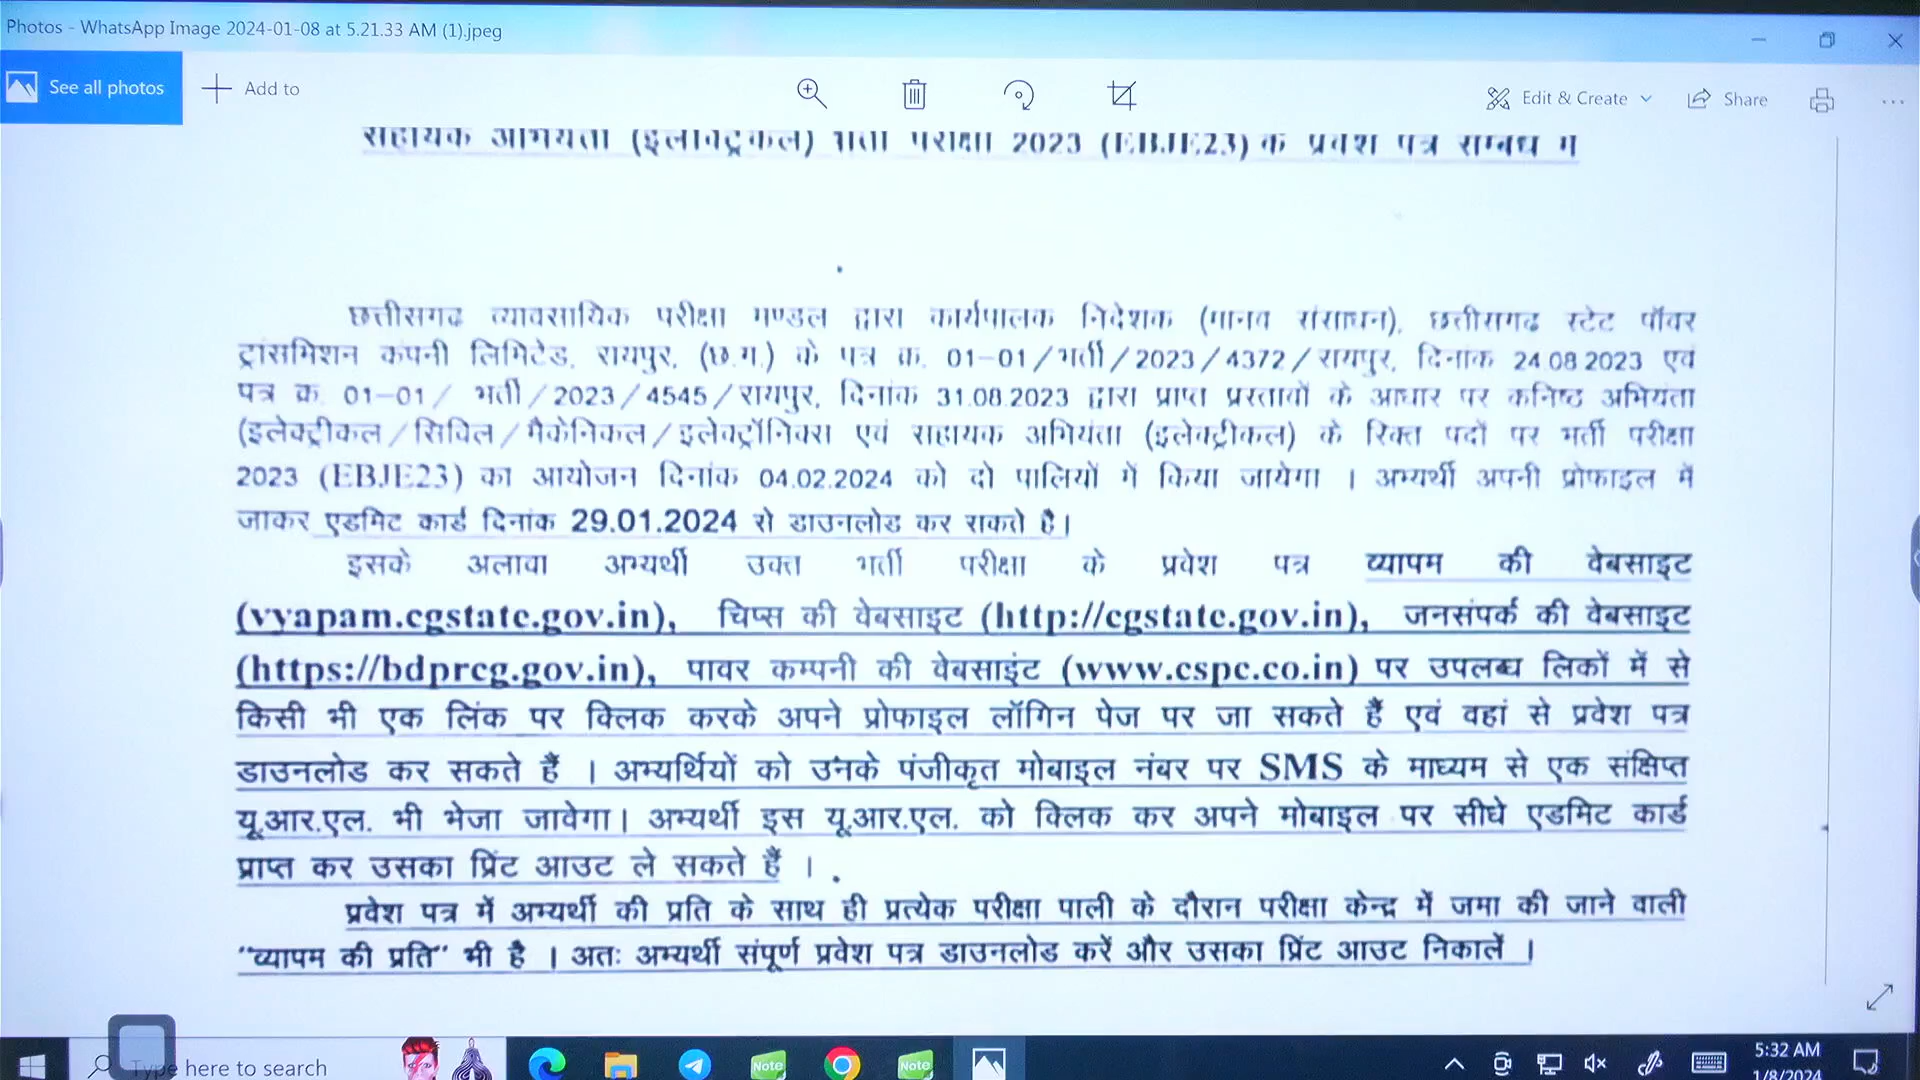 Photos - WhatsApp Image 2024-01-08 at 5.21.33 AM (1).jpeg
See all photos
Add to
Edit & Create
Share
2023 (EBJE23)
छत्तीसगढ व्यावसायिक परीक्षा मण्डल द्वारा कार्यपालक निदेशक (मानव संसाधन), छत्तीसगढ स्टेट पॉवर
ट्रांसमिशन कंपनी लिमिटेड, रायपुर, (छ.ग.) के पत्र क्र. 01-01/भर्ती/2023/4372/रायपुर, दिनांक 24.08.2023 एवं
पत्र क्र. 01-01/ भर्ती/2023/4545/रायपुर, दिनांक 31.08.2023 द्वारा प्राप्त प्रस्तावों के आधार पर कनिष्ठ अभियंता
(इलेक्ट्रीकल/सिविल/मैकेनिकल/इलेक्ट्रॉनिक्स एवं सहायक अभियंता (इलेक्ट्रीकल) के रिक्त पदों पर भर्ती परीक्षा
2023 (EBJE23) का आयोजन दिनांक 04.02.2024 को दो पालियों में किया जायेगा । अभ्यर्थी अपनी प्रोफाइल में
जाकर एडमिट कार्ड दिनांक 29.01.2024 से डाउनलोड कर सकते है।
इसके अलावा अभ्यर्थी उक्त भर्ती परीक्षा के प्रवेश पत्र व्यापम की वेबसाइट
(vyapam.cgstate.gov.in), चिप्स की वेबसाइट (http://cgstate.gov.in), जनसंपर्क की वेबसाइट
(https://bdprcg.gov.in), पावर कम्पनी की वेबसाइंट (www.cspc.co.in) पर उपलब्ध लिकों में से
किसी भी एक लिंक पर क्लिक करके अपने प्रोफाइल लॉगिन पेज पर जा सकते हैं एवं वहां से प्रवेश पत्र
डाउनलोड कर सकते हैं । अभ्यर्थियों को उनके पंजीकृत मोबाइल नंबर पर SMS के माध्यम से एक संक्षिप्त
यू.आर.एल. भी भेजा जावेगा। अभ्यर्थी इस यू.आर.एल. को क्लिक कर अपने मोबाइल पर सीधे एडमिट कार्ड
प्राप्त कर उसका प्रिंट आउट ले सकते हैं ।
प्रवेश पत्र में अभ्यर्थी की प्रति के साथ ही प्रत्येक परीक्षा पाली के दौरान परीक्षा केन्द्र में जमा की जाने वाली
"व्यापम की प्रति" भी है । अतः अभ्यर्थी संपूर्ण प्रवेश पत्र डाउनलोड करें और उसका प्रिंट आउट निकालें ।
Type here to search
Note
Note
5:32 AM
1/8/2024